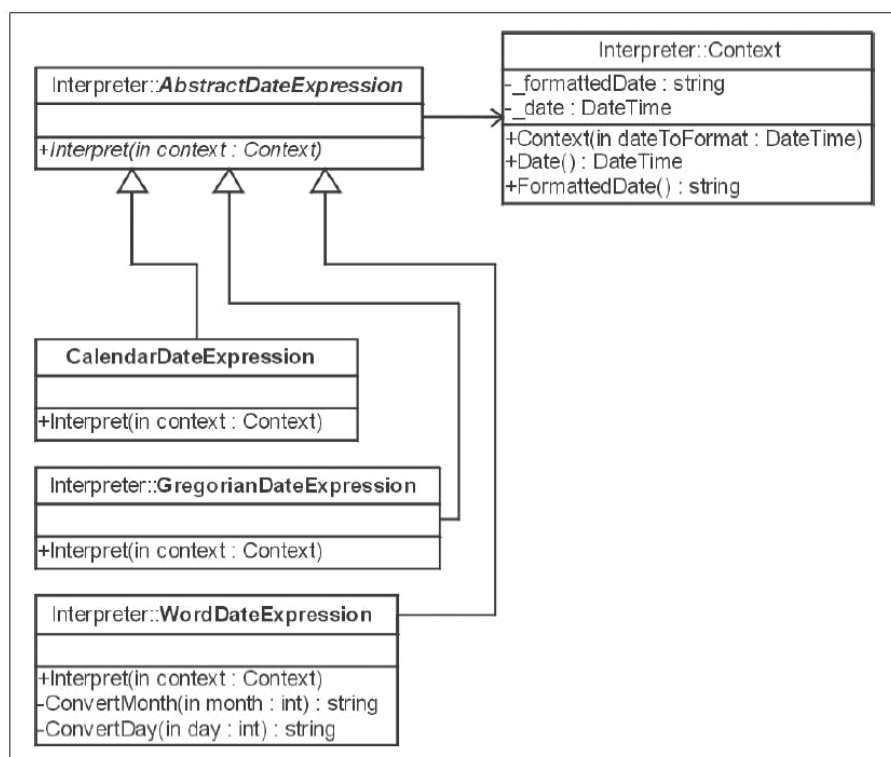 Interpreter::AbstractDateExpression
+Interpret(in context : Context)
Interpreter::Context
-_formattedDate : string
-_date : DateTime
+Context(in dateToFormat : DateTime)
+Date() : DateTime
+FormattedDate() : string
CalendarDateExpression
+Interpret(in context : Context)
Interpreter::GregorianDateExpression
+Interpret(in context : Context)
Interpreter::WordDateExpression
+Interpret(in context : Context)
-ConvertMonth(in month : int) : string
-ConvertDay(in day : int) : string